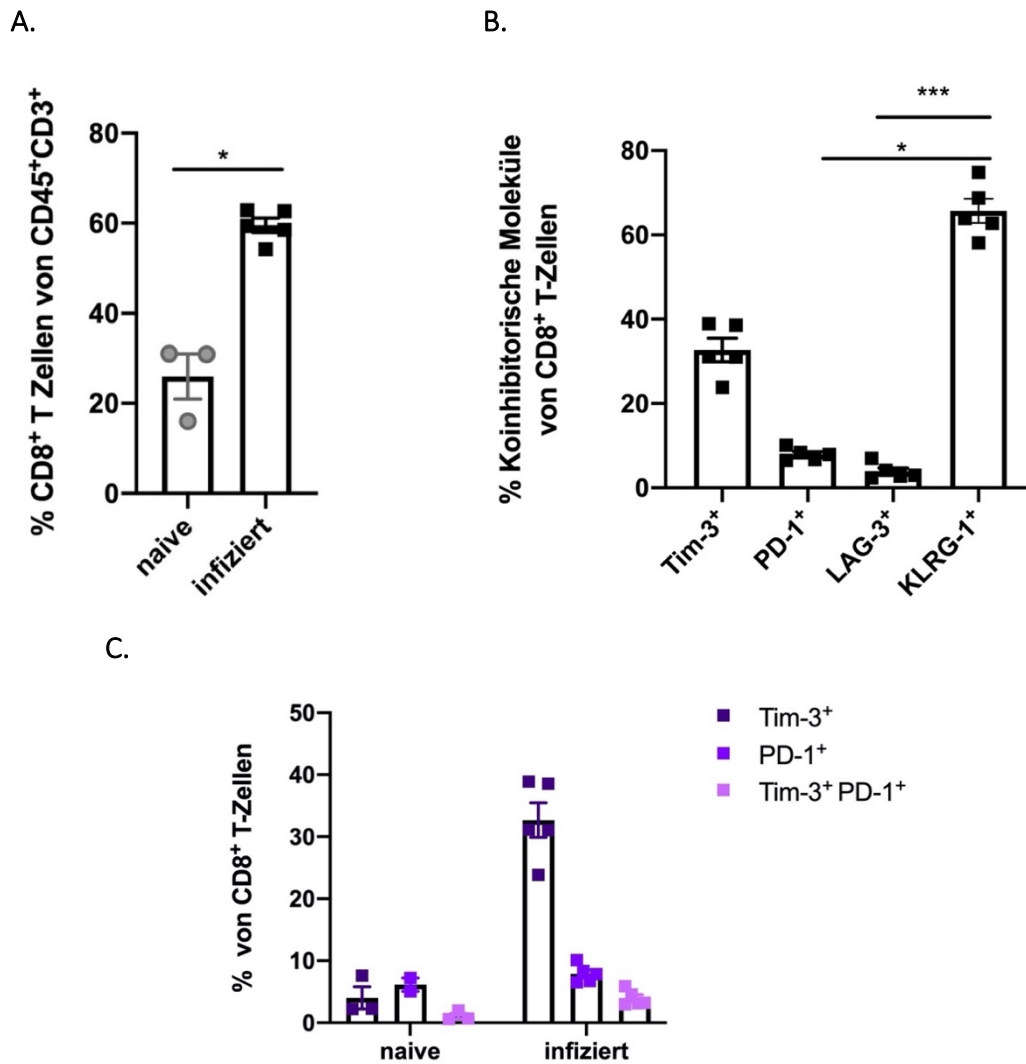 A.
% CD8⁺ T Zellen von CD45⁺CD3⁺
80
60
40
20
0
*
naive
infiziert
B.
% Koinhibitorische Moleküle
von CD8⁺ T-Zellen
80
60
40
20
0
***
*
Tim-3⁺
PD-1⁺
LAG-3⁺
KLRG-1⁺
C.
% von CD8⁺ T-Zellen
50
40
30
20
10
0
naive
infiziert
Tim-3⁺
PD-1⁺
Tim-3⁺ PD-1⁺